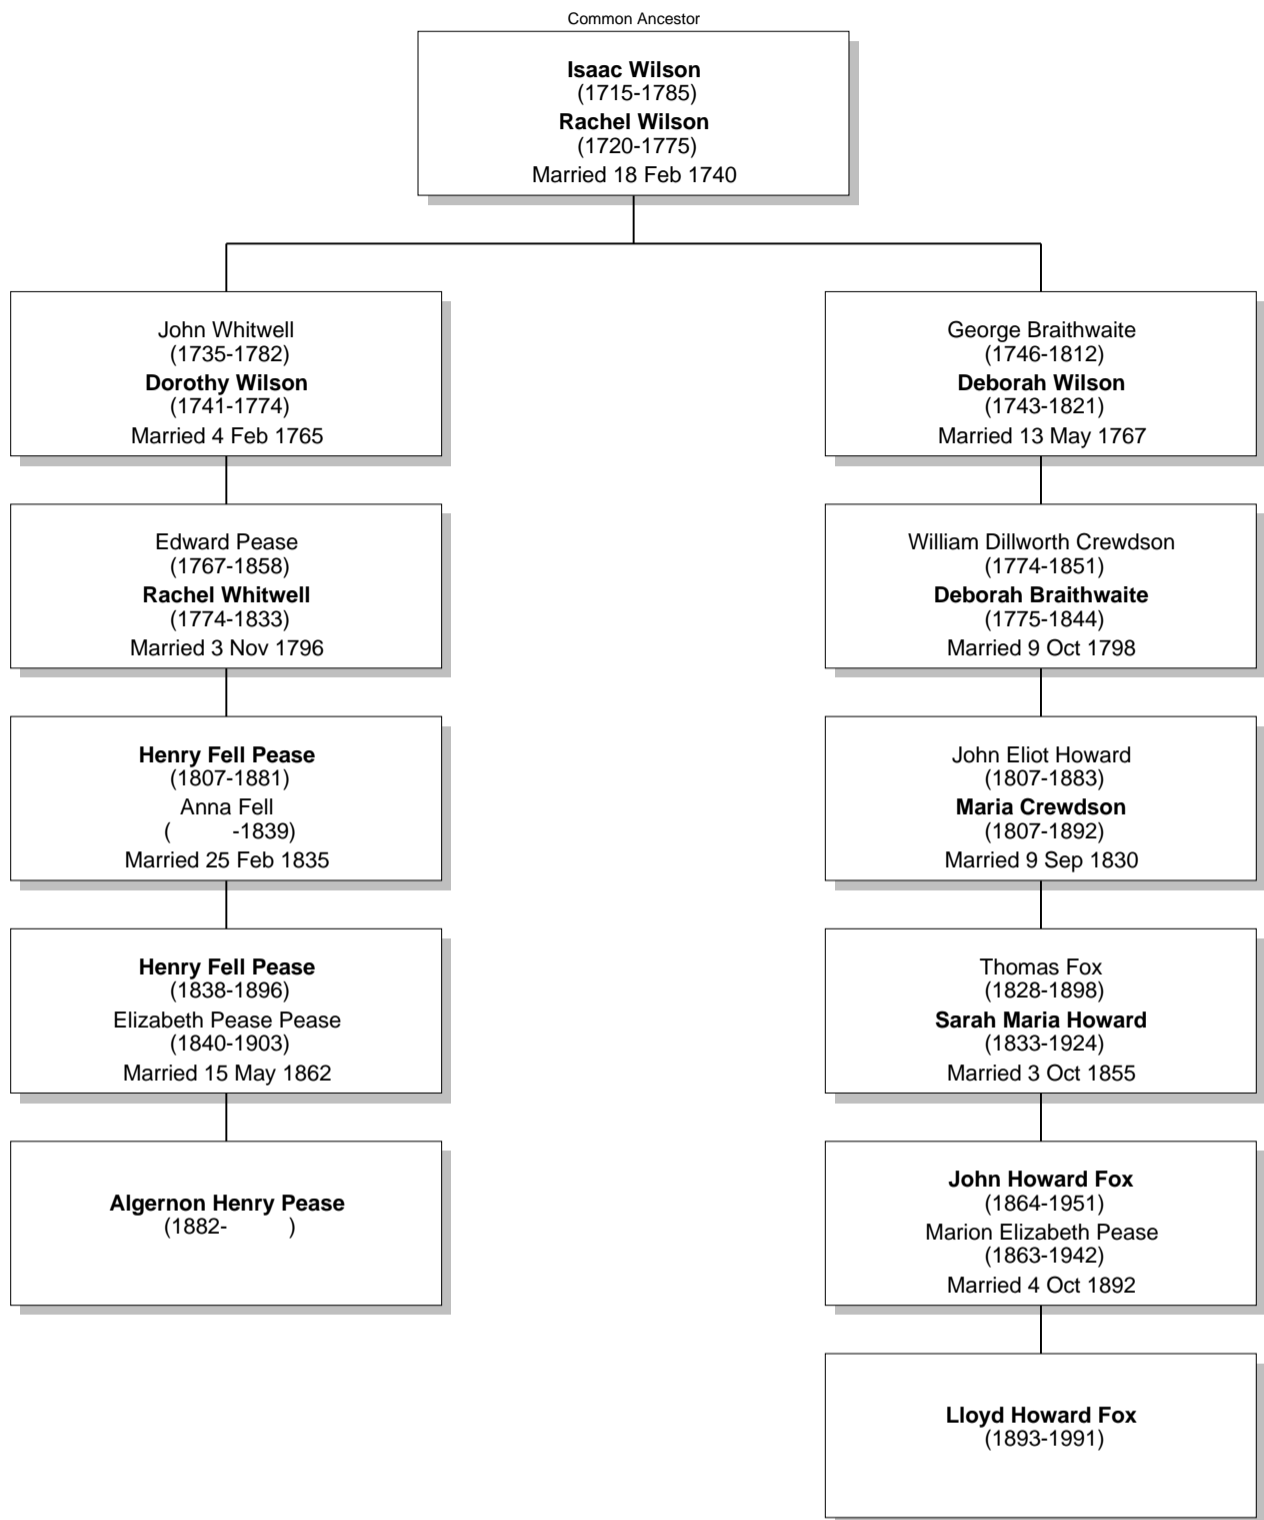 Common Ancestor
Isaac Wilson
(1715-1785)
Rachel Wilson
(1720-1775)
Married 18 Feb 1740
John Whitwell
(1735-1782)
Dorothy Wilson
(1741-1774)
Married 4 Feb 1765
George Braithwaite
(1746-1812)
Deborah Wilson
(1743-1821)
Married 13 May 1767
Edward Pease
(1767-1858)
Rachel Whitwell
(1774-1833)
Married 3 Nov 1796
William Dillworth Crewdson
(1774-1851)
Deborah Braithwaite
(1775-1844)
Married 9 Oct 1798
Henry Fell Pease
(1807-1881)
Anna Fell
( -1839)
Married 25 Feb 1835
John Eliot Howard
(1807-1883)
Maria Crewdson
(1807-1892)
Married 9 Sep 1830
Henry Fell Pease
(1838-1896)
Elizabeth Pease Pease
(1840-1903)
Married 15 May 1862
Thomas Fox
(1828-1898)
Sarah Maria Howard
(1833-1924)
Married 3 Oct 1855
Algernon Henry Pease
(1882- )
John Howard Fox
(1864-1951)
Marion Elizabeth Pease
(1863-1942)
Married 4 Oct 1892
Lloyd Howard Fox
(1893-1991)